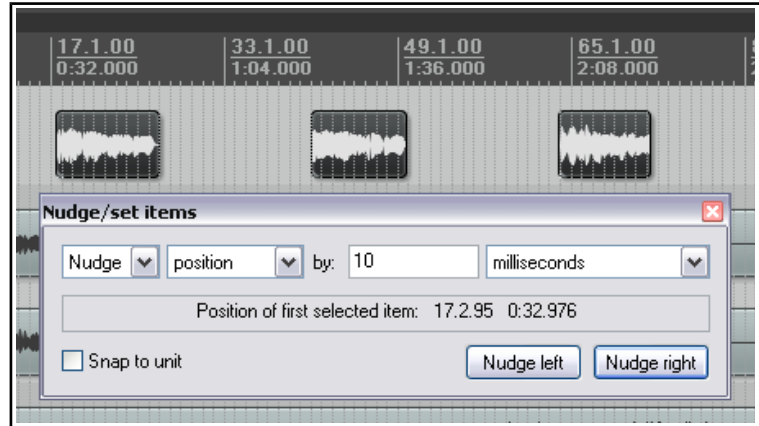 17.1.00 33.1.00 49.1.00 65.1.00
0:32.000 1:04.000 1:36.000 2:08.000
Nudge/set items
Nudge position by: 10 milliseconds
Position of first selected item: 17.2.95 0:32.976
Snap to unit Nudge left Nudge right